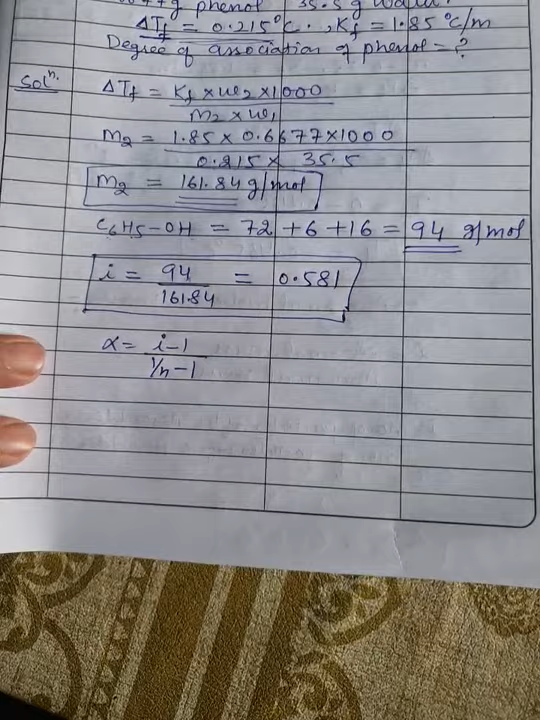 g phenol 35.5 g water.
ΔTf = 0.215°C., Kf = 1.85 °C/m
Degree of association of phenol = ?
Solⁿ. ΔTf = Kf × w2 × 1000 / m2 × w1
M2 = 1.85 × 0.6677 × 1000 / 0.215 × 35.5
M2 = 161.84 g/mol
C6H5-OH = 72 + 6 + 16 = 94 g/mol
i = 94 / 161.84 = 0.581
α = i-1 / 1/n - 1